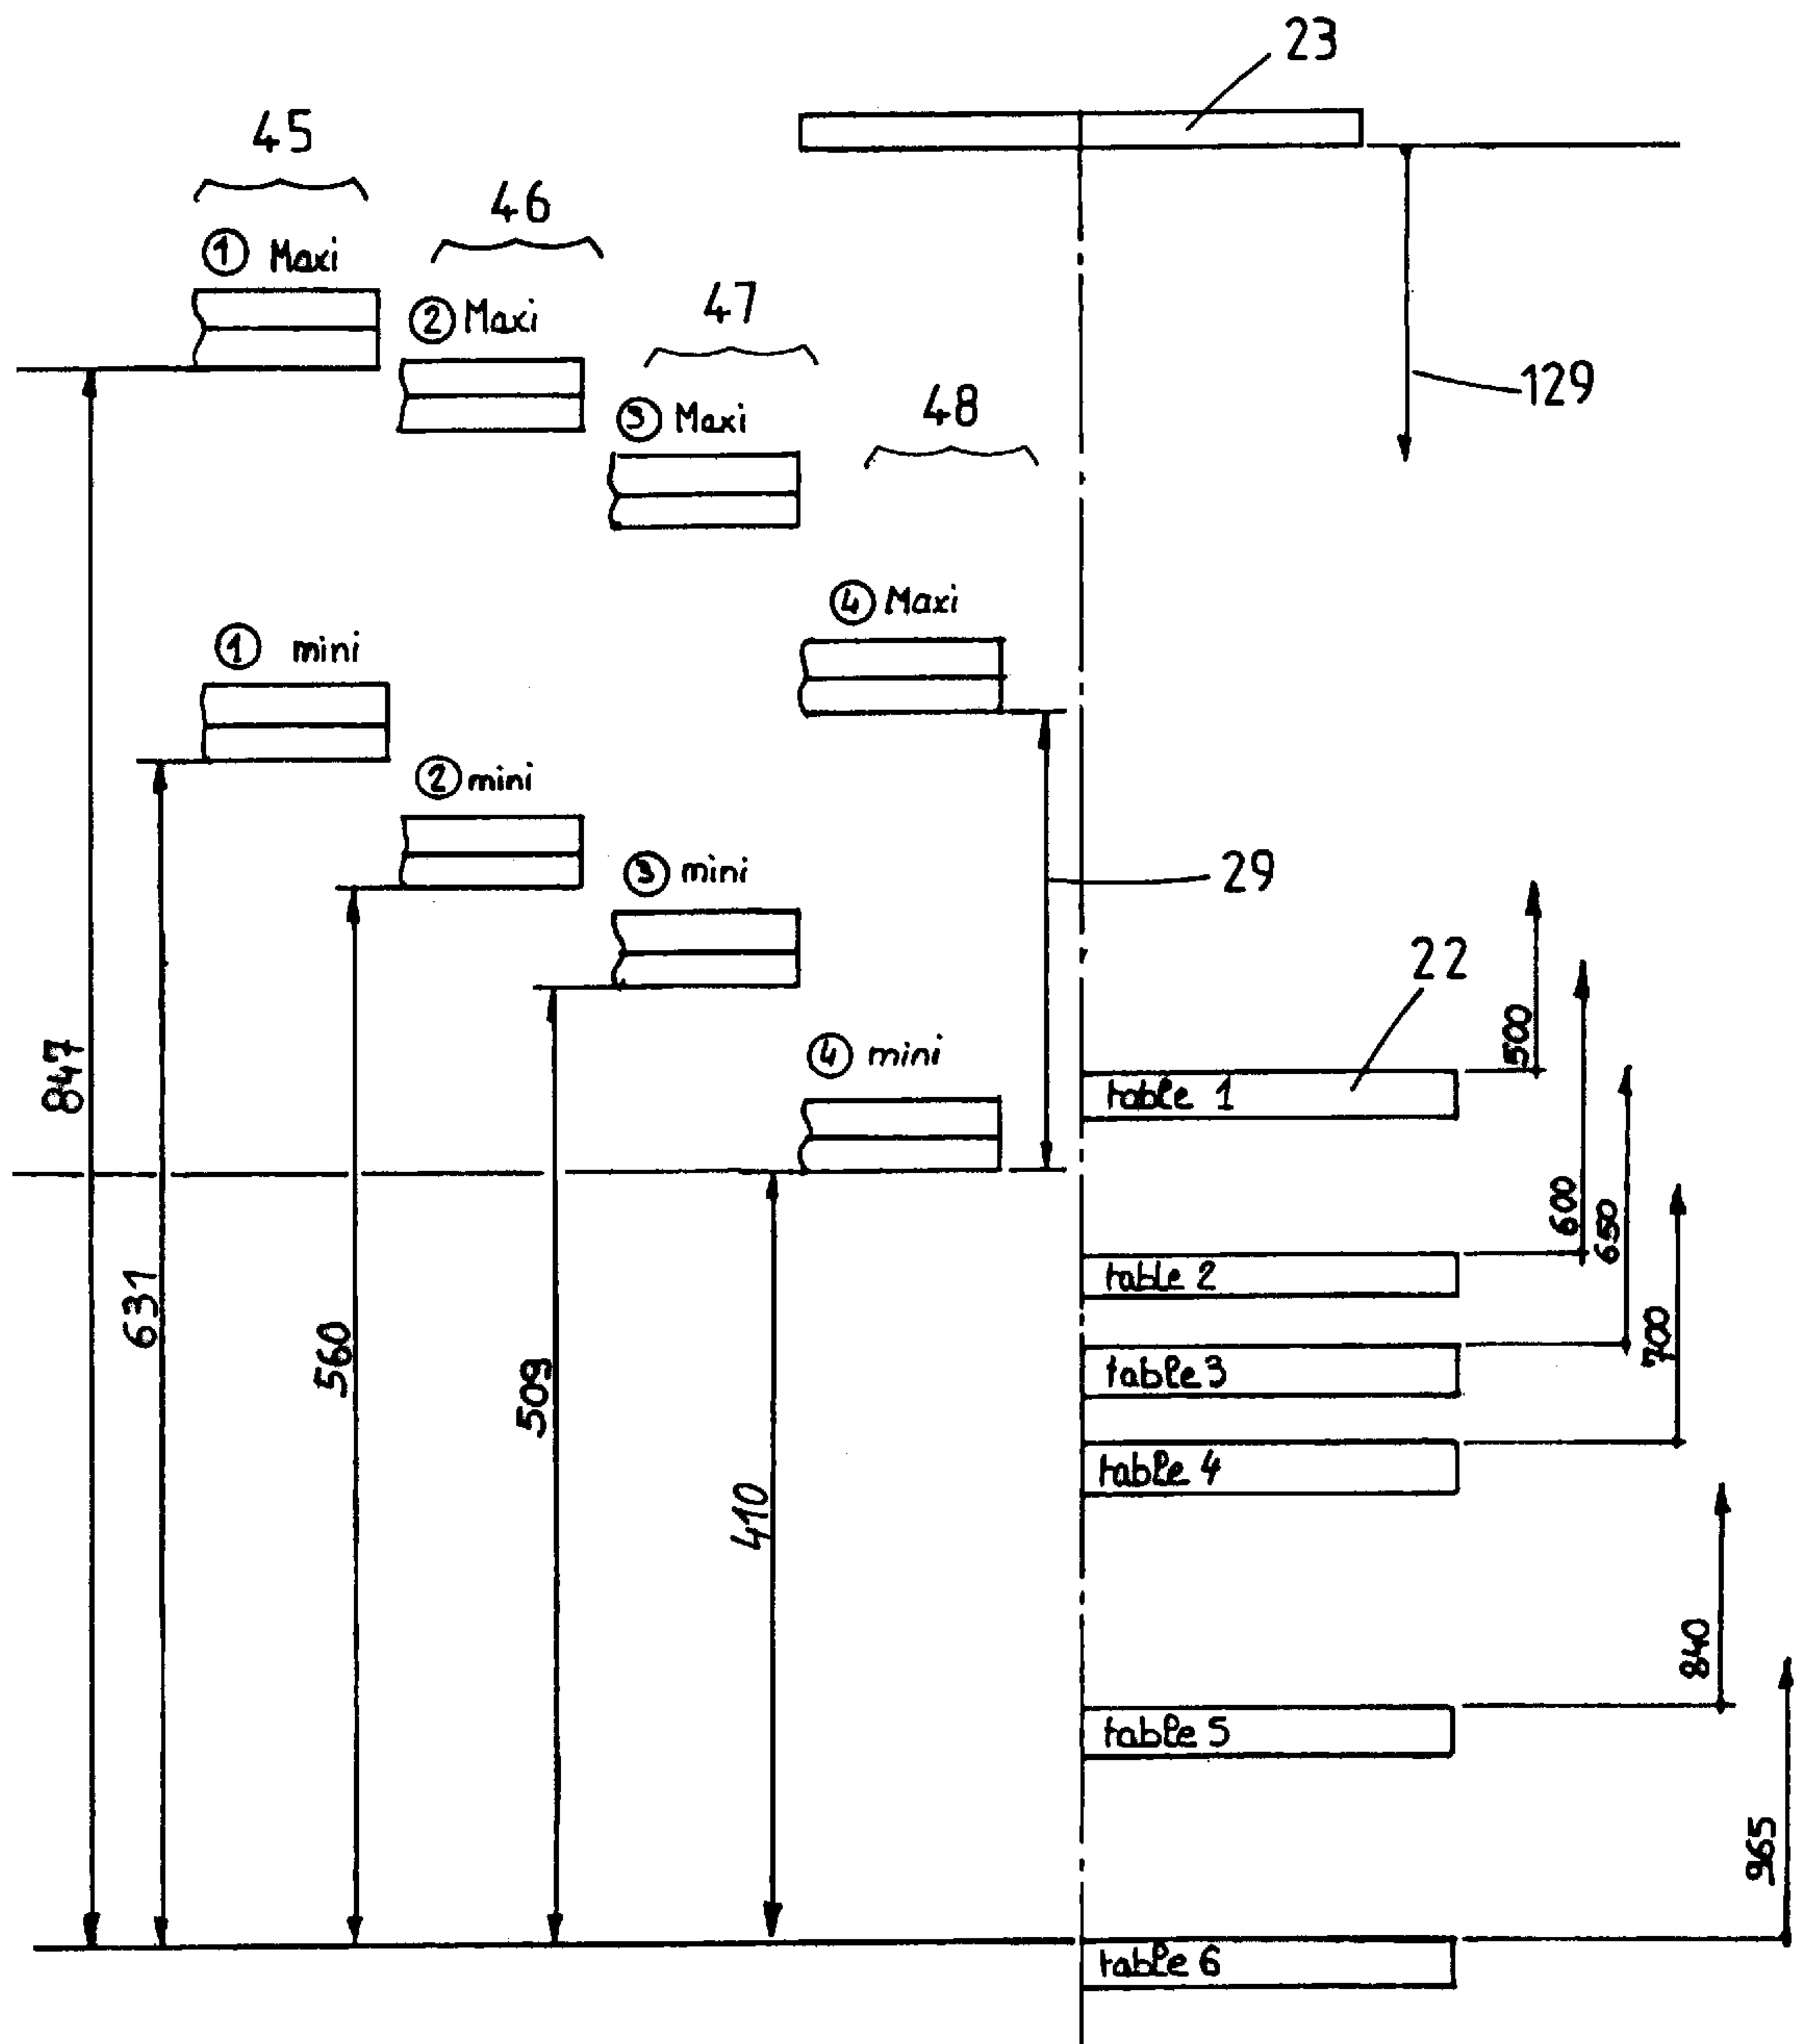 23
45
46
① Maxi
47
② Maxi
129
48
③ Maxi
④ Maxi
① mini
② mini
③ mini
29
22
500
847
④ mini
table 1
600
650
631
table 2
560
700
509
table 3
table 4
410
840
table 5
965
table 6